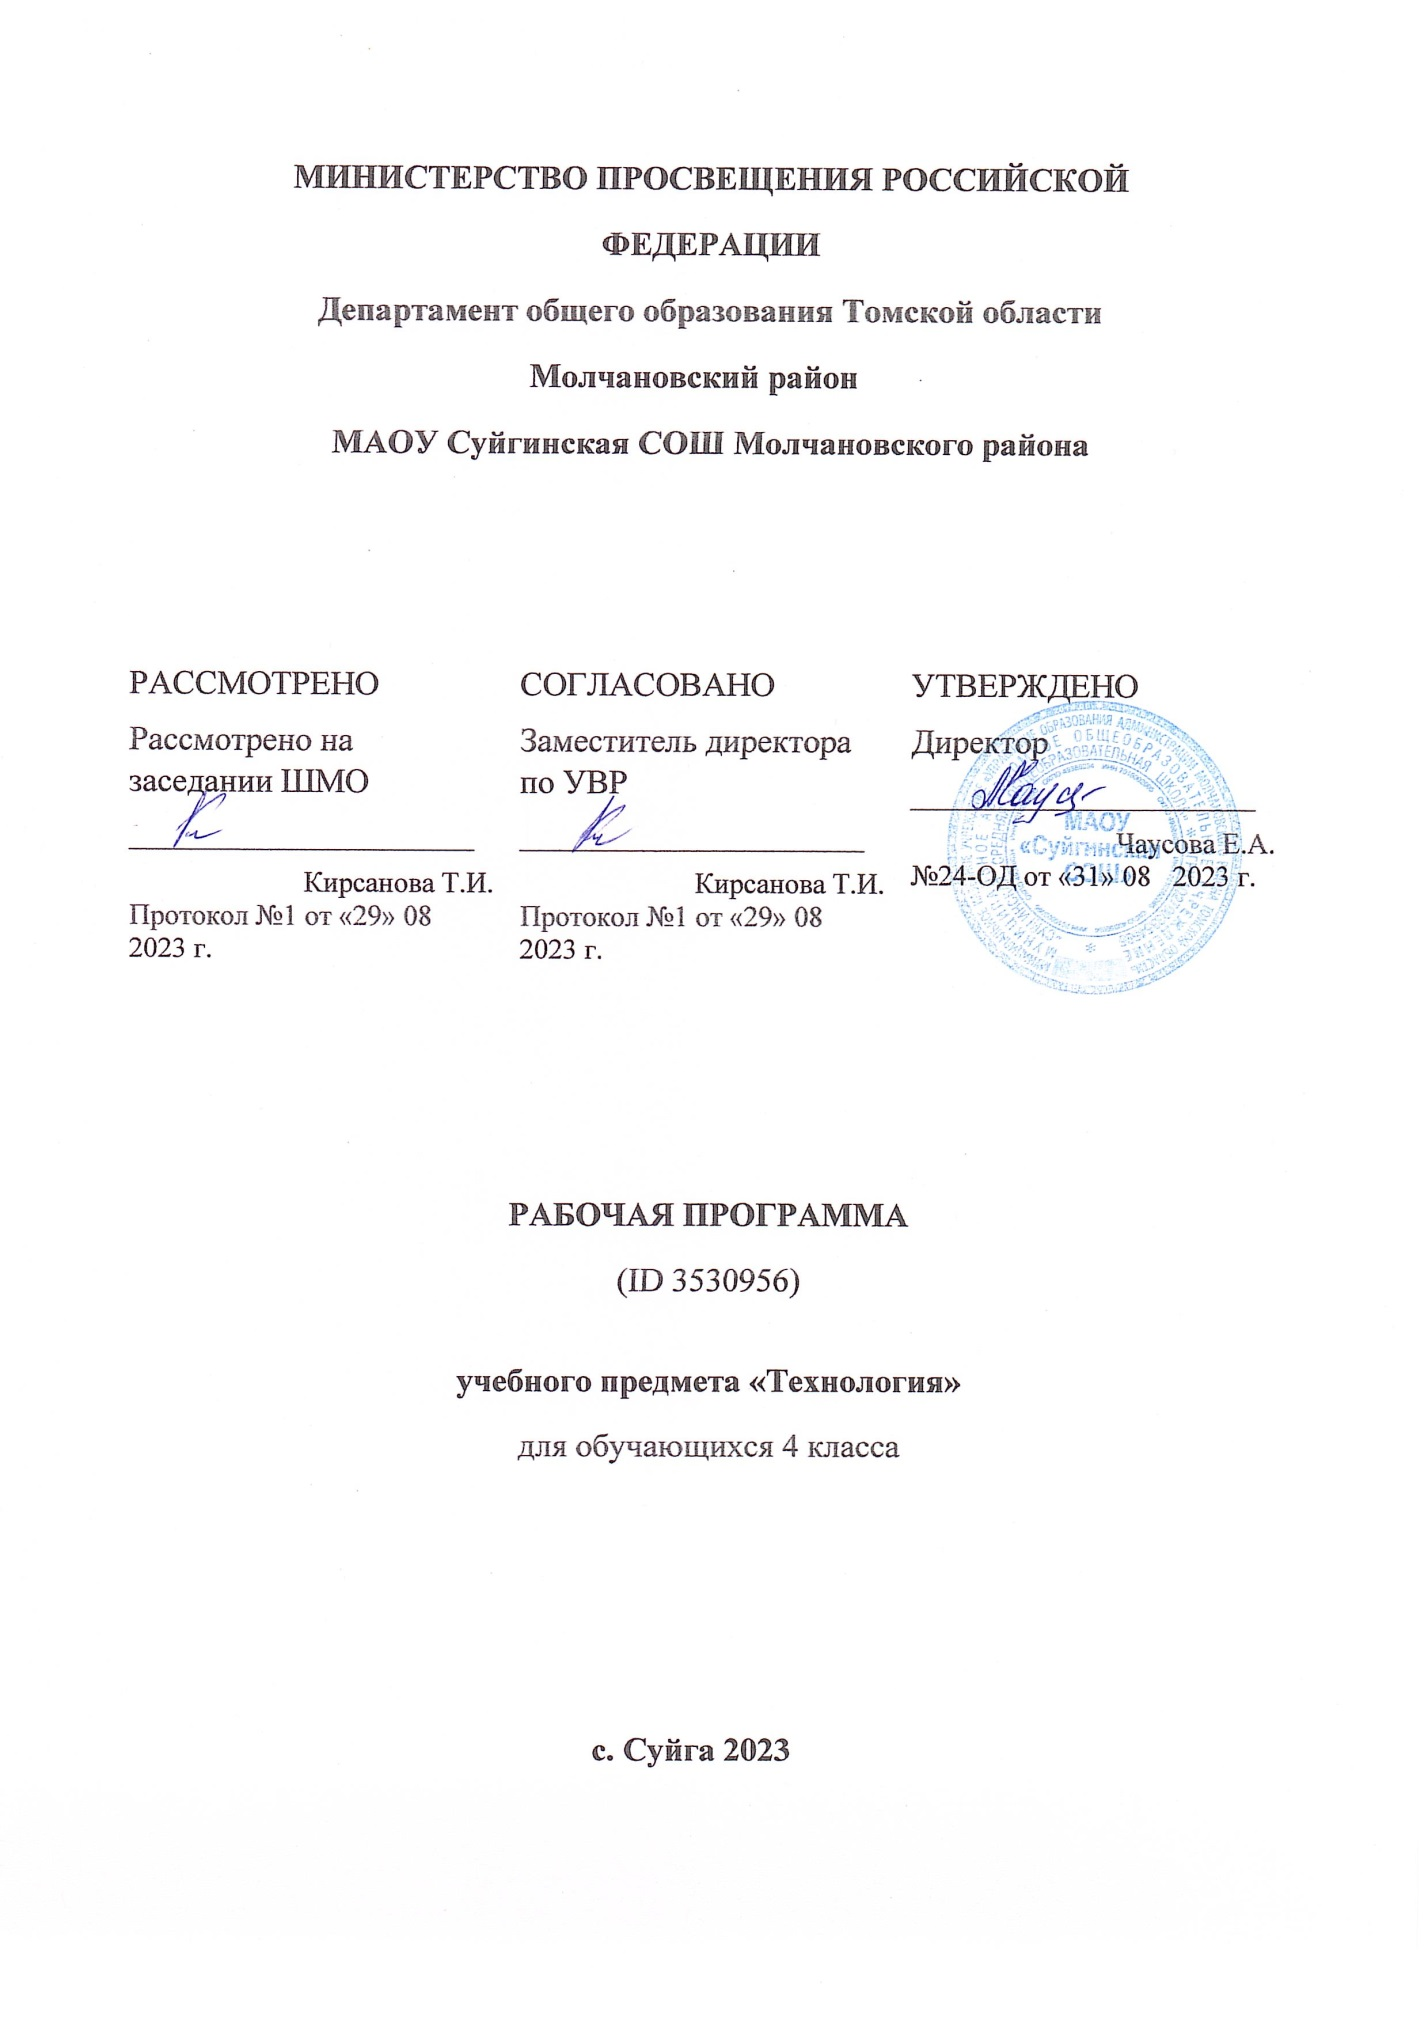 МИНИСТЕРСТВО ПРОСВЕЩЕНИЯ РОССИЙСКОЙ
ФЕДЕРАЦИИ
Департамент общего образования Томской области
Молчановский район
МАОУ Суйгинская СОШ Молчановского района
РАССМОТРЕНО
Рассмотрено на
заседании ШМО
Кирсанова Т.И.
Протокол №1 от «29» 08
2023 г.
СОГЛАСОВАНО
Заместитель директора
по УВР
Кирсанова Т.И.
Протокол №1 от «29» 08
2023 г.
УТВЕРЖДЕНО
Директор
Чаусова Е.А.
№24-ОД от «31» 08 2023 г.
МАОУ
«Суйгинская
СОШ»
РАБОЧАЯ ПРОГРАММА
(ID 3530956)
учебного предмета «Технология»
для обучающихся 4 класса
с. Суйга 2023